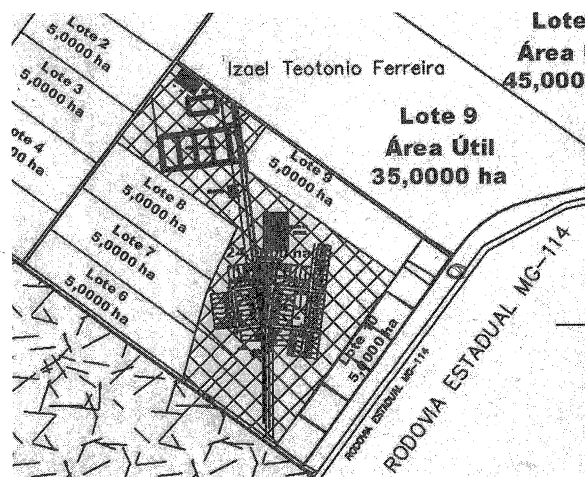 Lote 2
5,0000 ha
Lote 3
5,0000 ha
Lote 4
Lote 8
5,0000 ha
Lote 7
5,0000 ha
Lote 6
5,0000 ha
Izael Teotonio Ferreira
Lote
Área
45,000
Lote 9
Área Útil
35,0000 ha
Lote 9
5,0000 ha
Lote 10
5,0000 ha
RODOVIA ESTADUAL MG-114
RODOVIA ESTADUAL MG-114